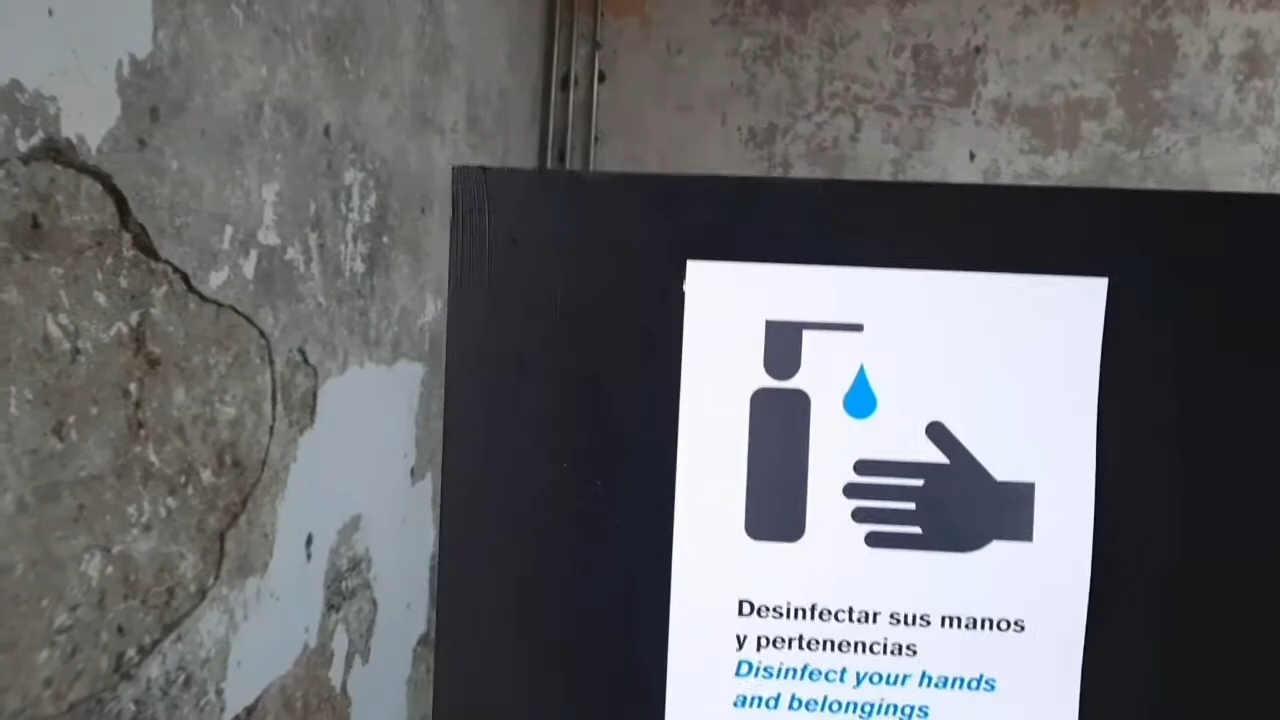 Desinfectar sus manos
y pertenencias
Disinfect your hands
and belongings